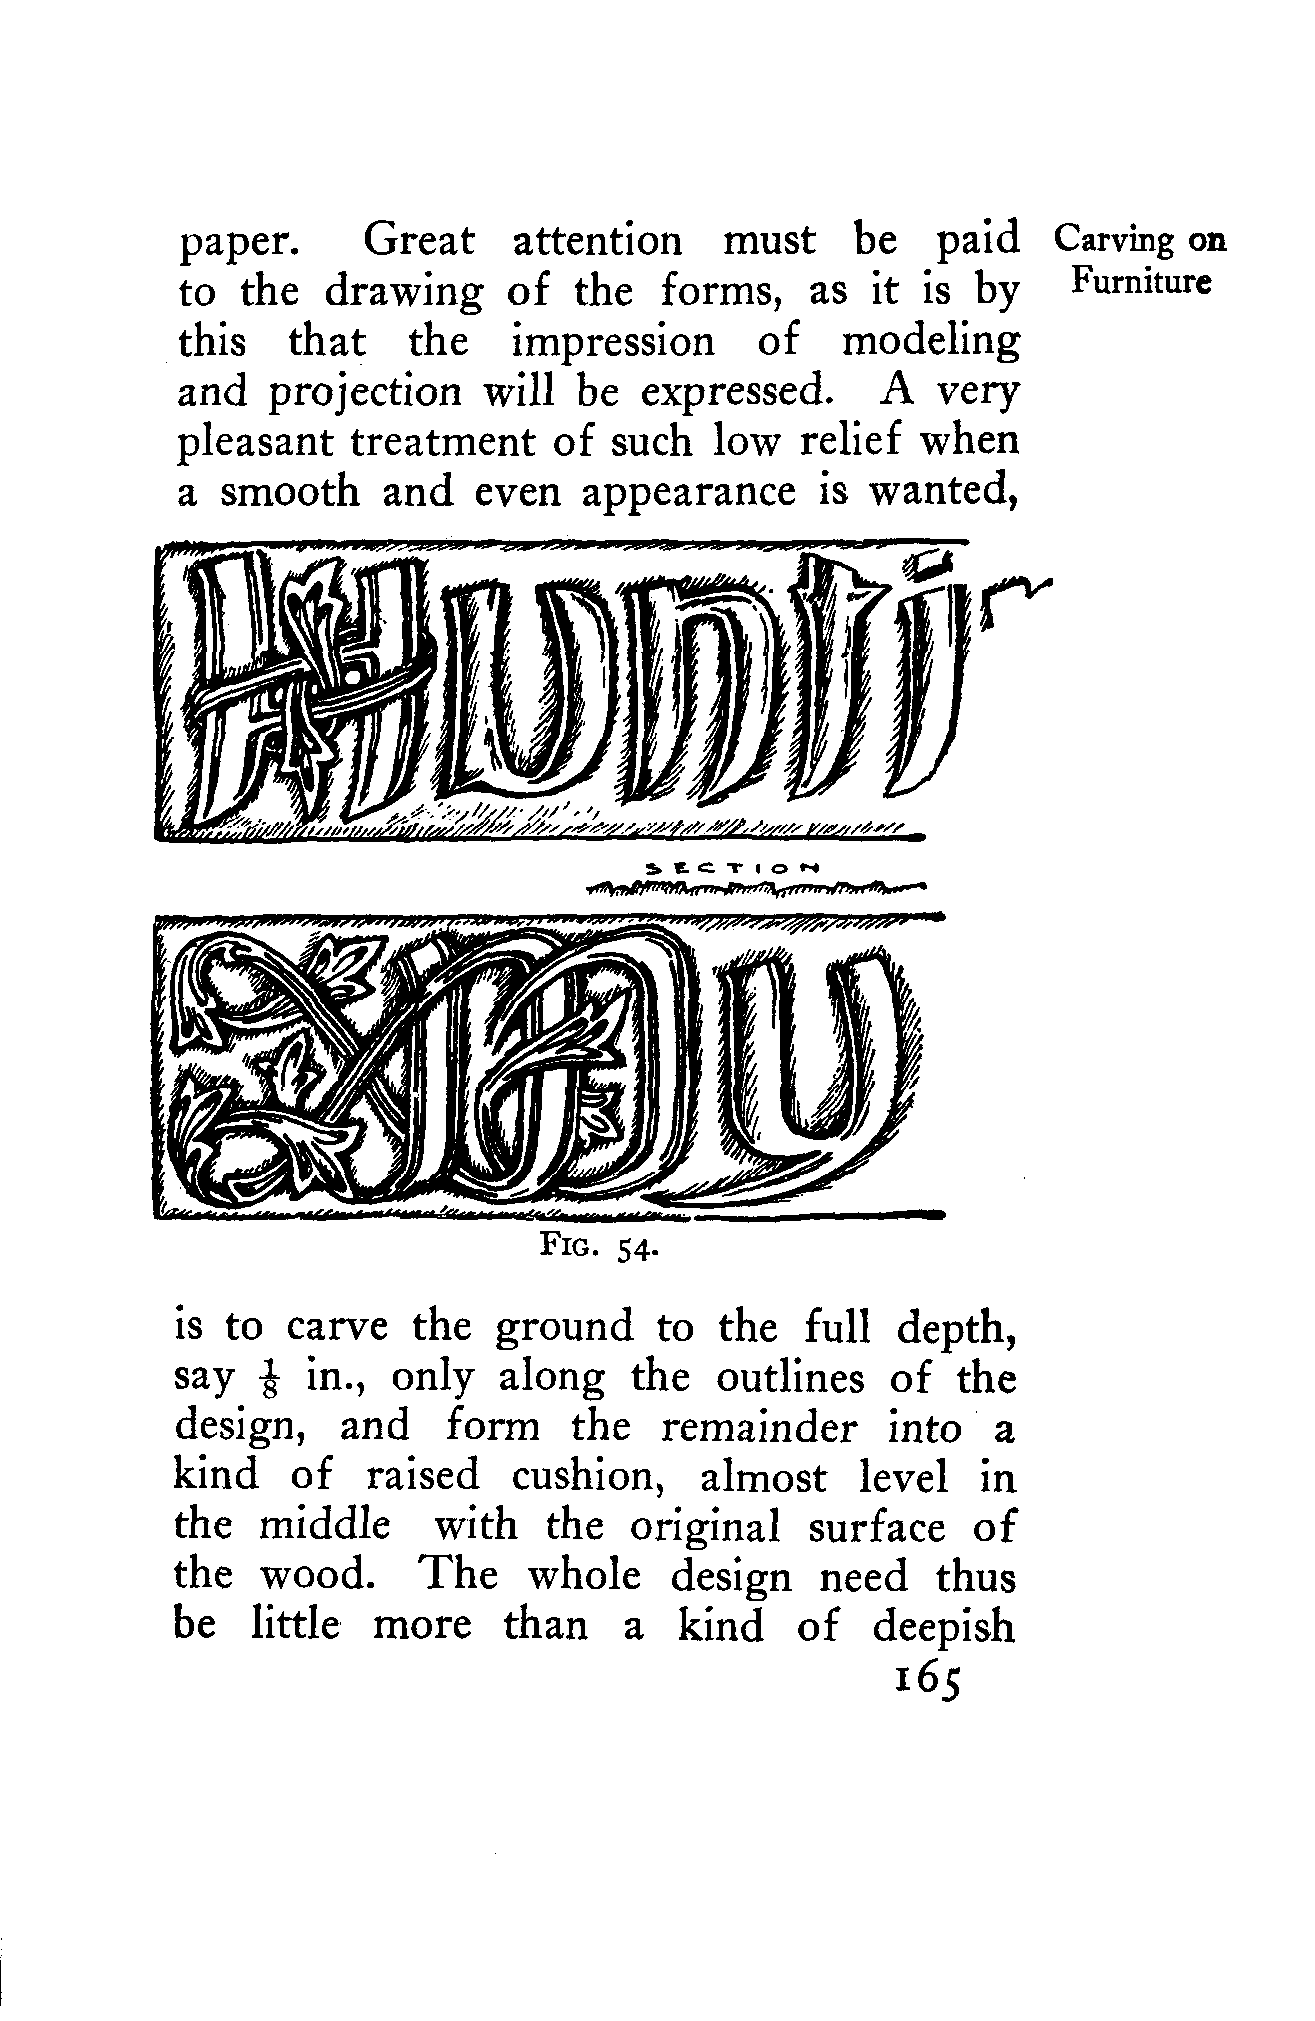 paper. Great attention must be paid
Carving on
Furniture
to the drawing of the forms, as it is by
this that the impression of modeling
and projection will be expressed. A very
pleasant treatment of such low relief when
a smooth and even appearance is wanted,
Hunti
SECTION
My
FIG. 54.
is to carve the ground to the full depth,
say ⅛ in., only along the outlines of the
design, and form the remainder into a
kind of raised cushion, almost level in
the middle with the original surface of
the wood. The whole design need thus
be little more than a kind of deepish
165